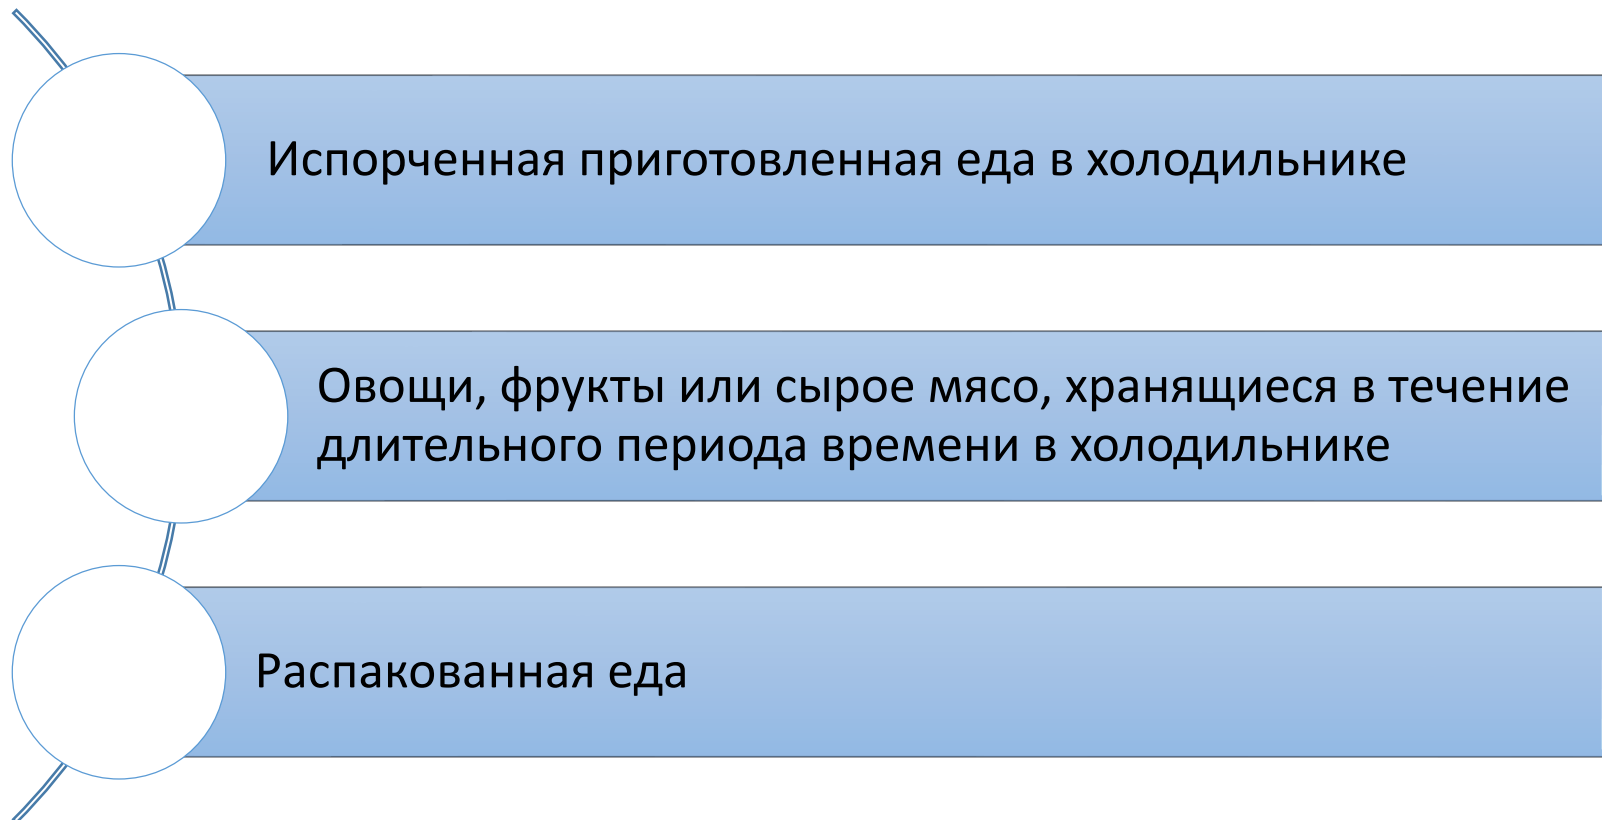 Испорченная приготовленная еда в холодильнике
Овощи, фрукты или сырое мясо, хранящиеся в течение
длительного периода времени в холодильнике
Распакованная еда